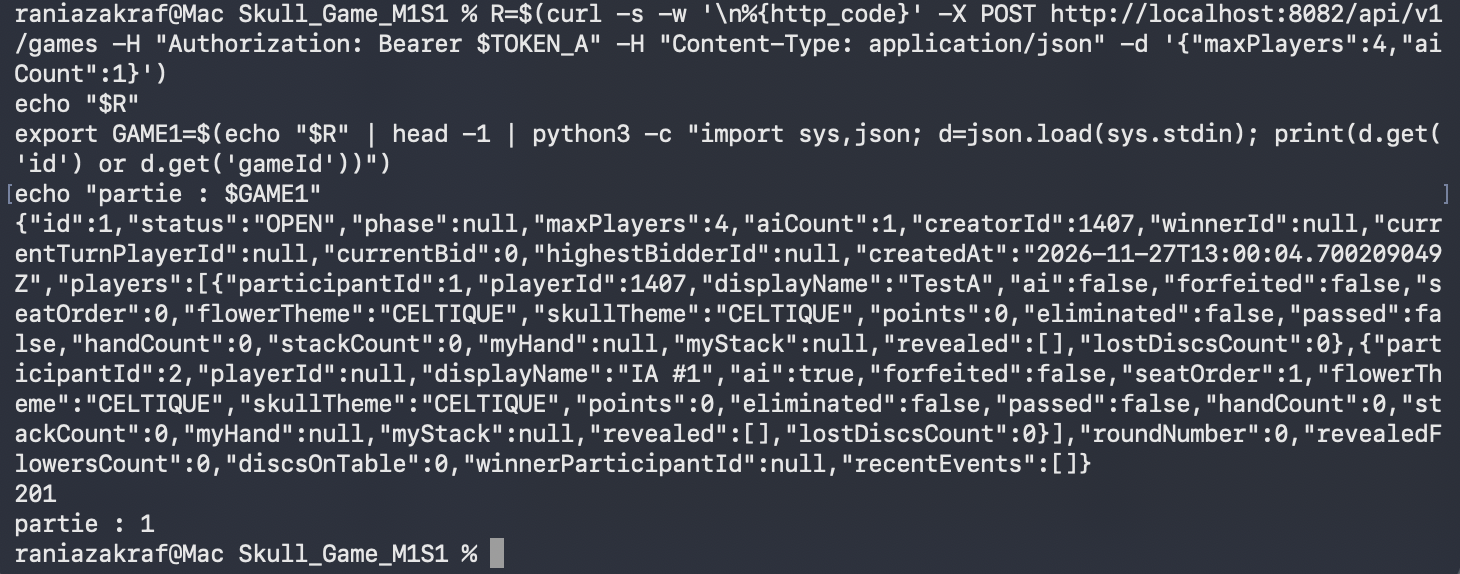 raniazakraf@Mac Skull_Game_M1S1 % R=$(curl -s -w '\n%{http_code}' -X POST http://localhost:8082/api/v1
/games -H "Authorization: Bearer $TOKEN_A" -H "Content-Type: application/json" -d '{"maxPlayers":4,"ai
Count":1}')
echo "$R"
export GAME1=$(echo "$R" | head -1 | python3 -c "import sys,json; d=json.load(sys.stdin); print(d.get(
'id') or d.get('gameId'))")
[echo "partie : $GAME1" ]
{"id":1,"status":"OPEN","phase":null,"maxPlayers":4,"aiCount":1,"creatorId":1407,"winnerId":null,"curr
entTurnPlayerId":null,"currentBid":0,"highestBidderId":null,"createdAt":"2026-11-27T13:00:04.700209049
Z","players":[{"participantId":1,"playerId":1407,"displayName":"TestA","ai":false,"forfeited":false,"s
eatOrder":0,"flowerTheme":"CELTIQUE","skullTheme":"CELTIQUE","points":0,"eliminated":false,"passed":fa
lse,"handCount":0,"stackCount":0,"myHand":null,"myStack":null,"revealed":[],"lostDiscsCount":0},{"part
icipantId":2,"playerId":null,"displayName":"IA #1","ai":true,"forfeited":false,"seatOrder":1,"flowerTh
eme":"CELTIQUE","skullTheme":"CELTIQUE","points":0,"eliminated":false,"passed":false,"handCount":0,"st
ackCount":0,"myHand":null,"myStack":null,"revealed":[],"lostDiscsCount":0}],"roundNumber":0,"revealedF
lowersCount":0,"discsOnTable":0,"winnerParticipantId":null,"recentEvents":[]}
201
partie : 1
raniazakraf@Mac Skull_Game_M1S1 %